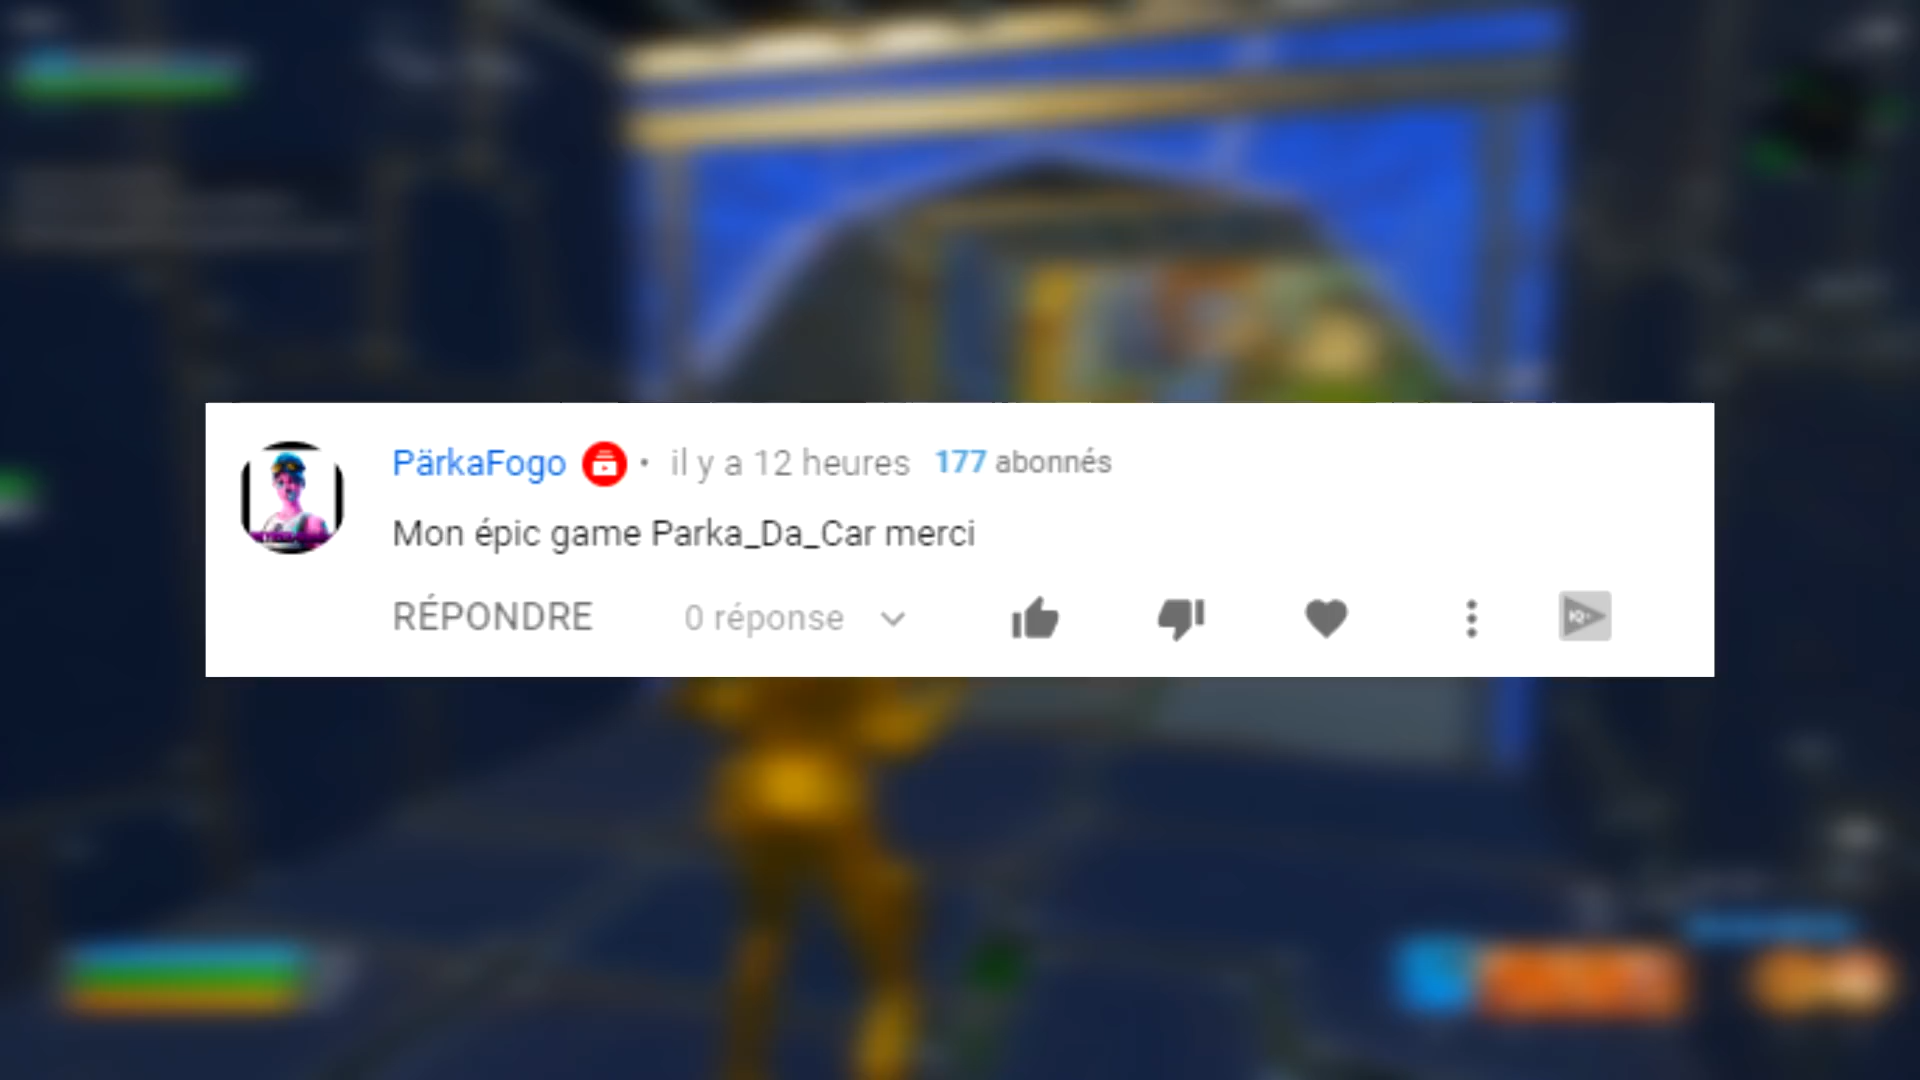 PärkaFogo • il y a 12 heures 177 abonnés
Mon épic game Parka_Da_Car merci
RÉPONDRE 0 réponse